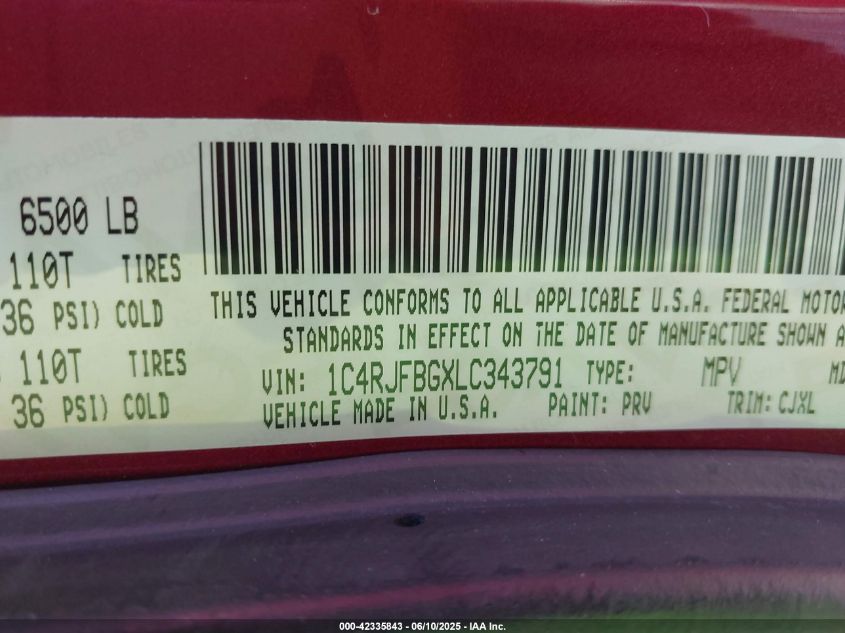 6500 LB
110T TIRES
36 PSI) COLD
110T TIRES
36 PSI) COLD
THIS VEHICLE CONFORMS TO ALL APPLICABLE U.S.A. FEDERAL MOTOR
STANDARDS IN EFFECT ON THE DATE OF MANUFACTURE SHOWN A
VIN: 1C4RJFBGXLC343791 TYPE: MPV MD
VEHICLE MADE IN U.S.A. PAINT: PRV TRIM: CJXL
000-42335843 - 06/10/2025 - IAA Inc.